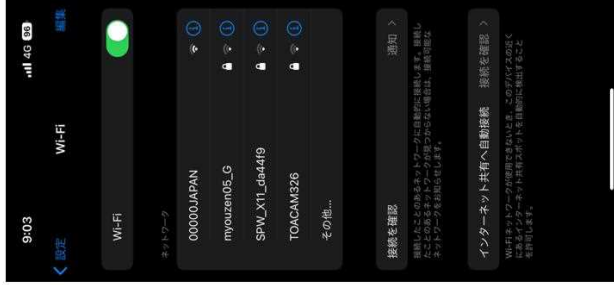 9:03 4G 96
設定 Wi-Fi 編集
Wi-Fi
ネットワーク
00000JAPAN
myouzen05_G
SPW_X11_da44f9
TOACAM326
その他...
接続を確認 通知
接続したことのあるネットワークに自動的に接続します。接続し
たことのあるネットワークが見つからない場合は、接続可能な
ネットワークをお知らせします。
インターネット共有へ自動接続 接続を確認
Wi-Fiネットワークが使用できないとき、このデバイスの近く
にあるインターネット共有スポットを自動的に検出すること
を許可します。